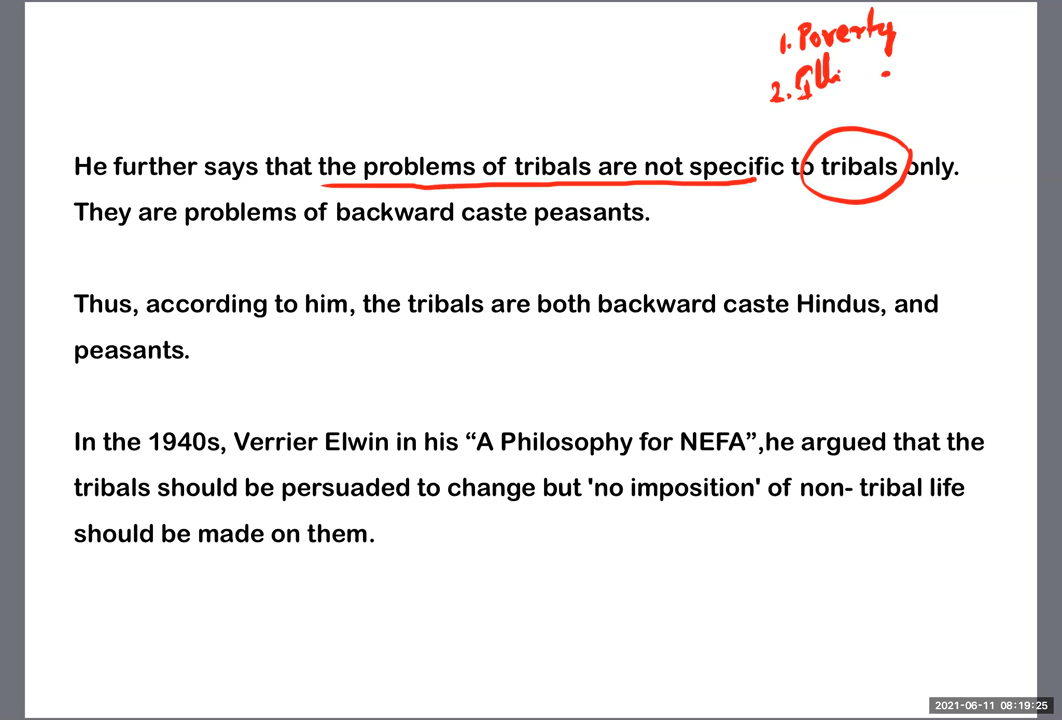 1. Poverty
2. Illi
He further says that the problems of tribals are not specific to tribals only.
They are problems of backward caste peasants.
Thus, according to him, the tribals are both backward caste Hindus, and
peasants.
In the 1940s, Verrier Elwin in his “A Philosophy for NEFA”,he argued that the
tribals should be persuaded to change but 'no imposition' of non- tribal life
should be made on them.
2021-06-11 08:19:25